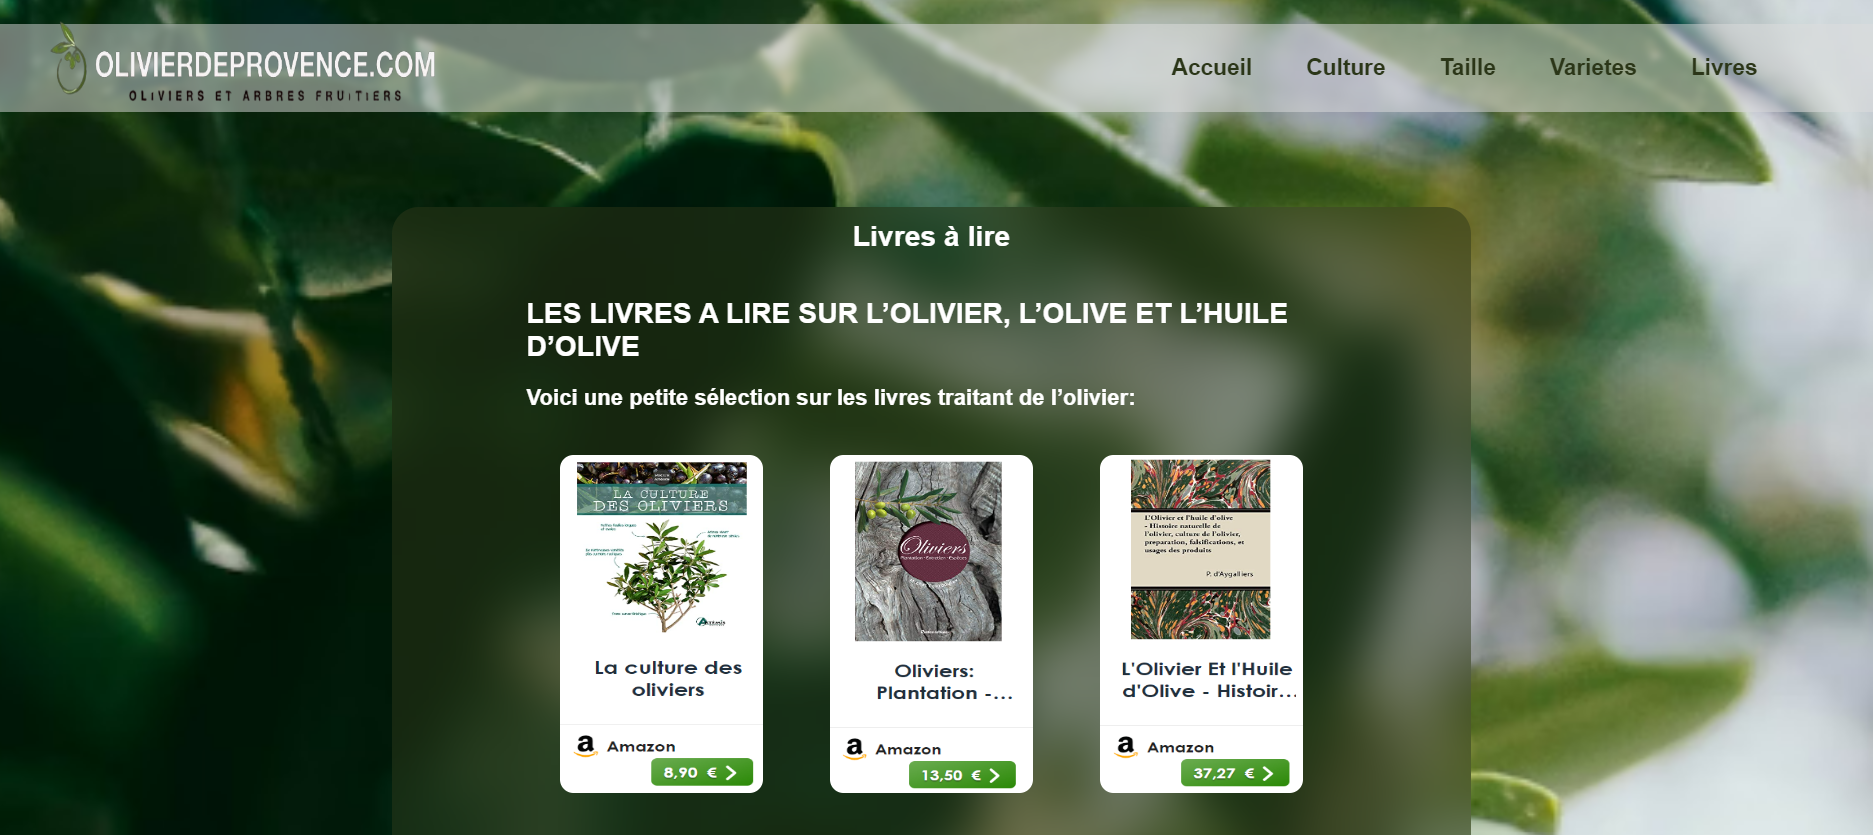 OLIVIERDEPROVENCE.COM
OLIVIERS ET ARBRES FRUITIERS
Accueil Culture Taille Varietes Livres
Livres à lire
LES LIVRES A LIRE SUR L’OLIVIER, L’OLIVE ET L’HUILE
D’OLIVE
Voici une petite sélection sur les livres traitant de l’olivier:
LA CULTURE
DES OLIVIERS
Artémis
La culture des
oliviers
a Amazon
8,90 €
Oliviers
Plantation - Entretien - Espèces
Oliviers:
Plantation -...
a Amazon
13,50 €
L'Olivier et l'huile d'olive
- Histoire naturelle de
l'olivier, culture de l'olivier,
preparation, falsifications, et
usages des produits
P. d'Aygalliers
L'Olivier Et l'Huile
d'Olive - Histoir...
a Amazon
37,27 €